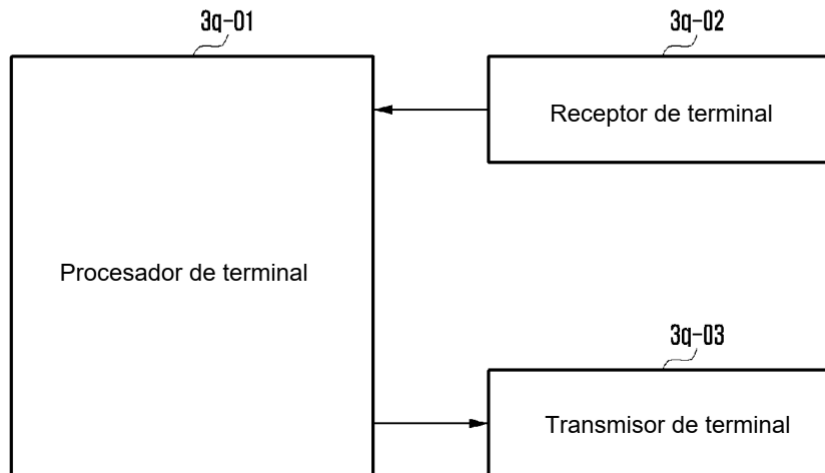 3q-01
3q-02
Receptor de terminal
Procesador de terminal
3q-03
Transmisor de terminal